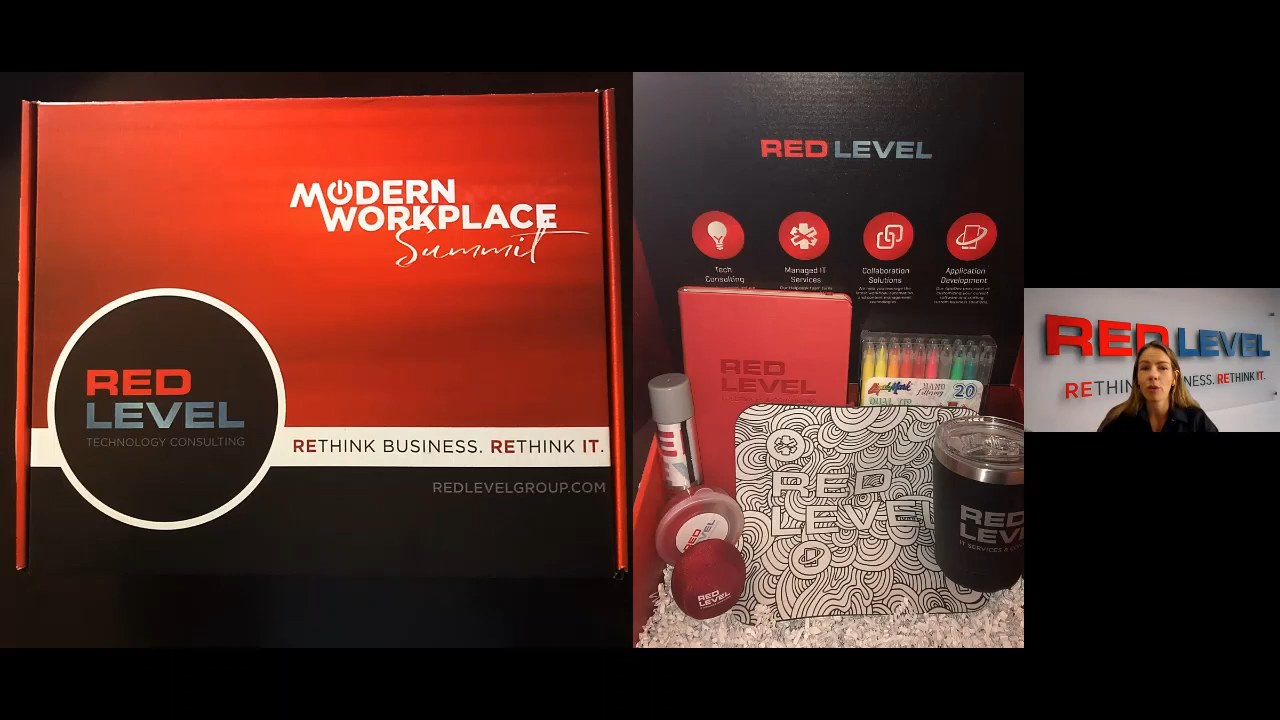 MODERN
WORKPLACE
Summit
RED
LEVEL
TECHNOLOGY CONSULTING
RETHINK BUSINESS. RETHINK IT.
REDLEVELGROUP.COM
RED LEVEL
Tech
Consulting
Managed IT
Services
Collaboration
Solutions
Application
Development
RED
LEVEL
20
RED
LEVEL
RED
LEVEL
RED
LEVEL
IT SERVICES &
RED LEVEL
RETHINK BUSINESS. RETHINK IT.